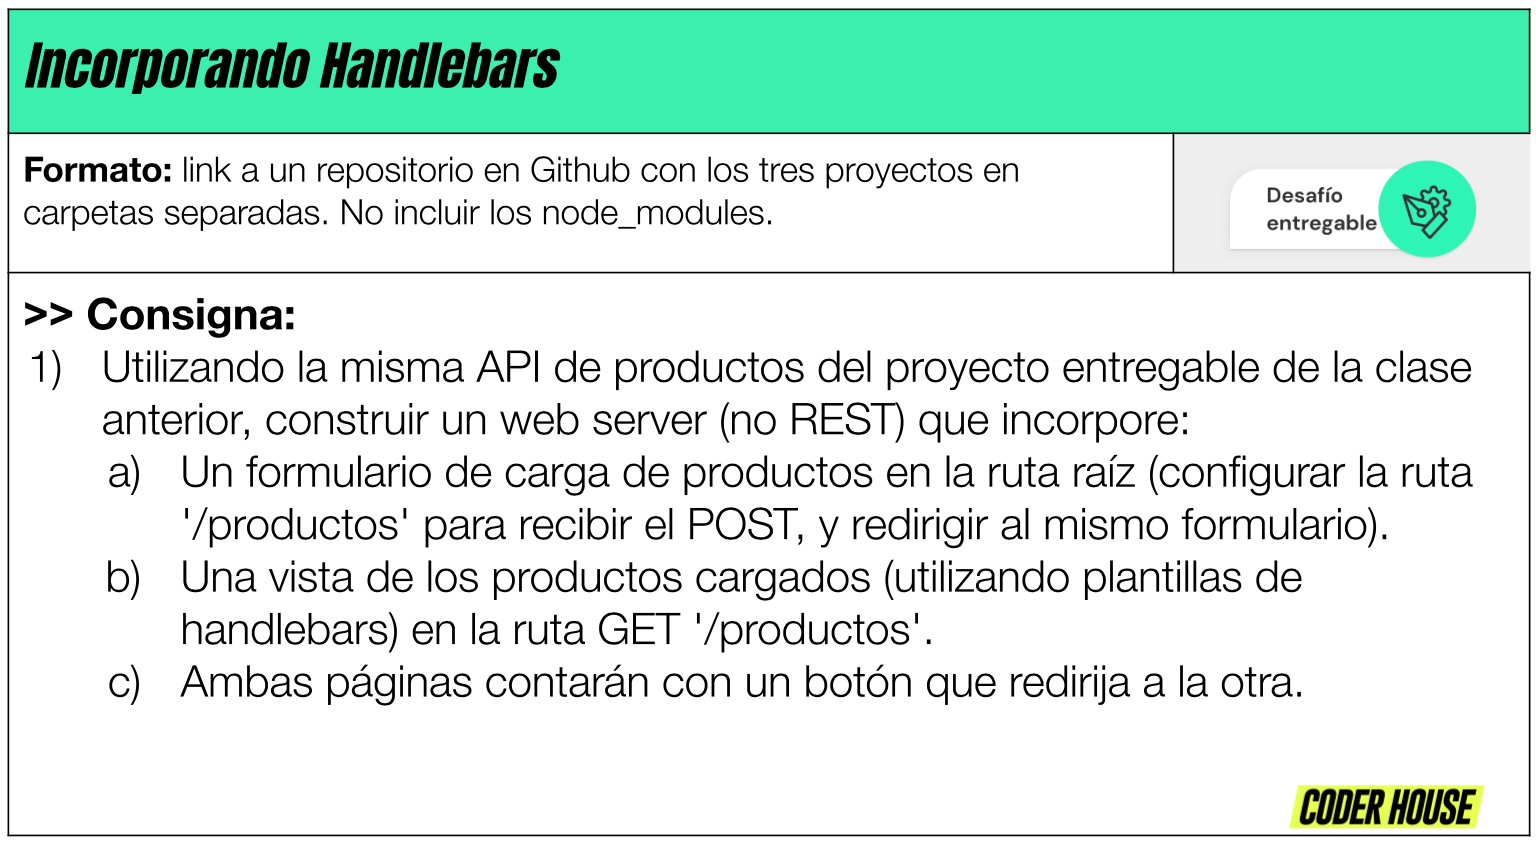 Incorporando Handlebars
Formato: link a un repositorio en Github con los tres proyectos en
carpetas separadas. No incluir los node_modules.
Desafío
entregable
>> Consigna:
1) Utilizando la misma API de productos del proyecto entregable de la clase
anterior, construir un web server (no REST) que incorpore:
a) Un formulario de carga de productos en la ruta raíz (configurar la ruta
'/productos' para recibir el POST, y redirigir al mismo formulario).
b) Una vista de los productos cargados (utilizando plantillas de
handlebars) en la ruta GET '/productos'.
c) Ambas páginas contarán con un botón que redirija a la otra.
CODER HOUSE